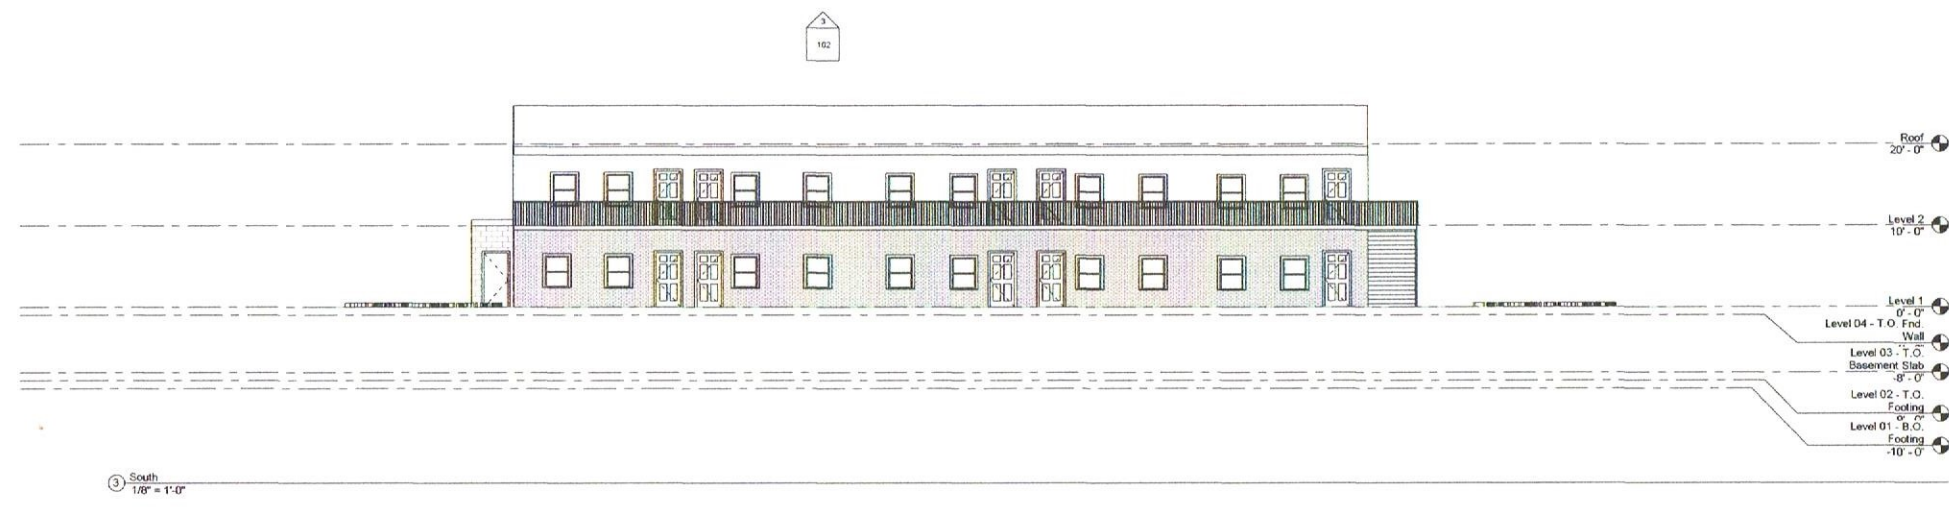 3
102
Roof
20' - 0"
Level 2
10' - 0"
Level 1
0' - 0"
Level 04 - T.O. Fnd.
Wall
Level 03 - T.O.
Basement Slab
-8' - 0"
Level 02 - T.O.
Footing
Level 01 - B.O.
Footing
-10' - 0"
3 South
1/8" = 1'-0"